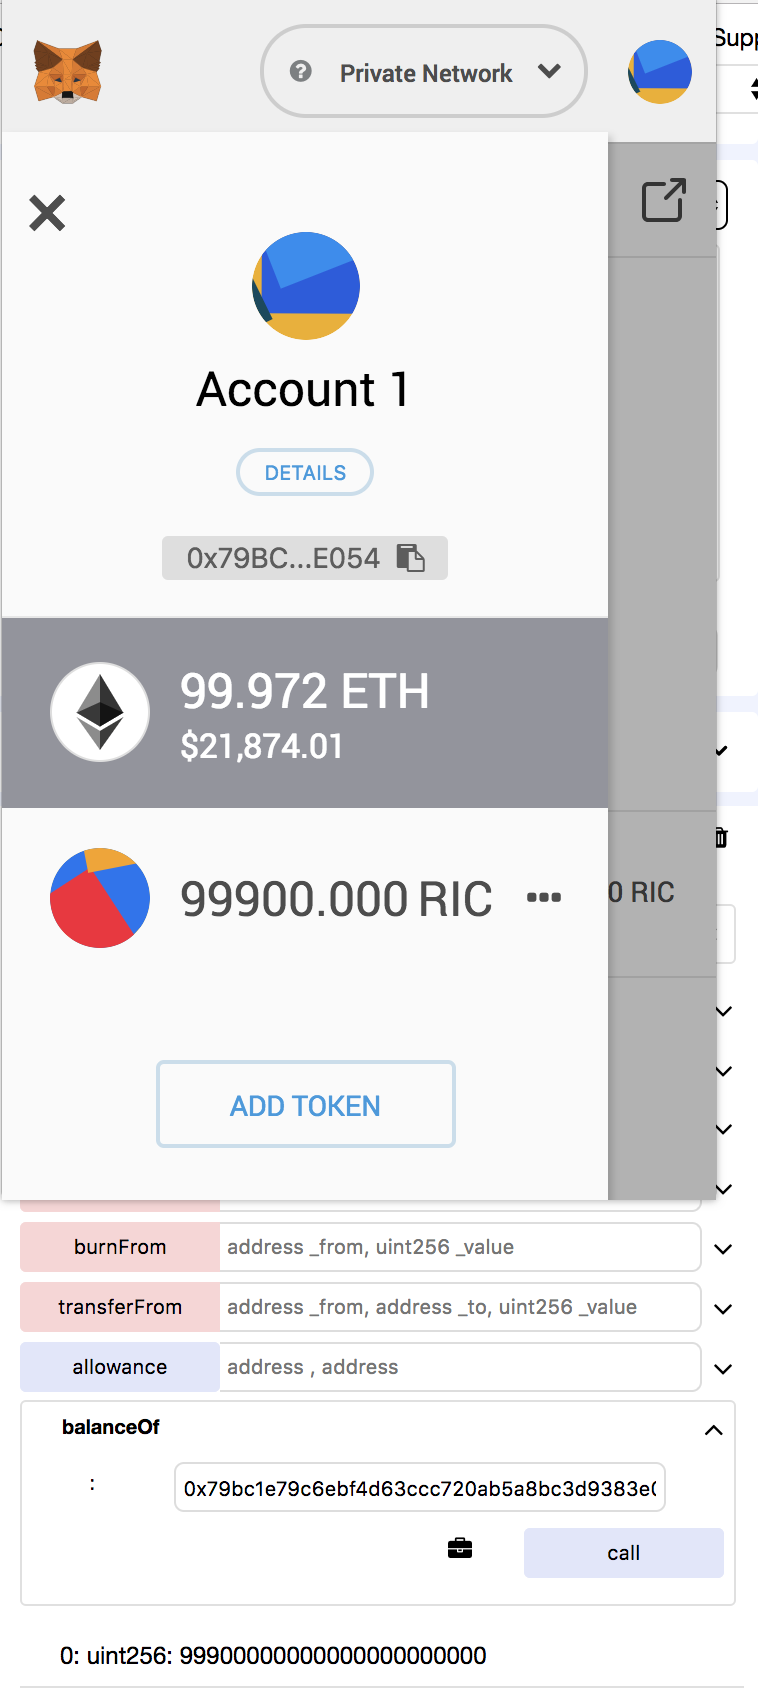 Supp
Private Network
Account 1
DETAILS
0x79BC...E054
99.972 ETH
$21,874.01
99900.000 RIC
0 RIC
ADD TOKEN
burnFrom address _from, uint256 _value
transferFrom address _from, address _to, uint256 _value
allowance address , address
balanceOf
:
0x79bc1e79c6ebf4d63ccc720ab5a8bc3d9383e0
call
0: uint256: 99900000000000000000000